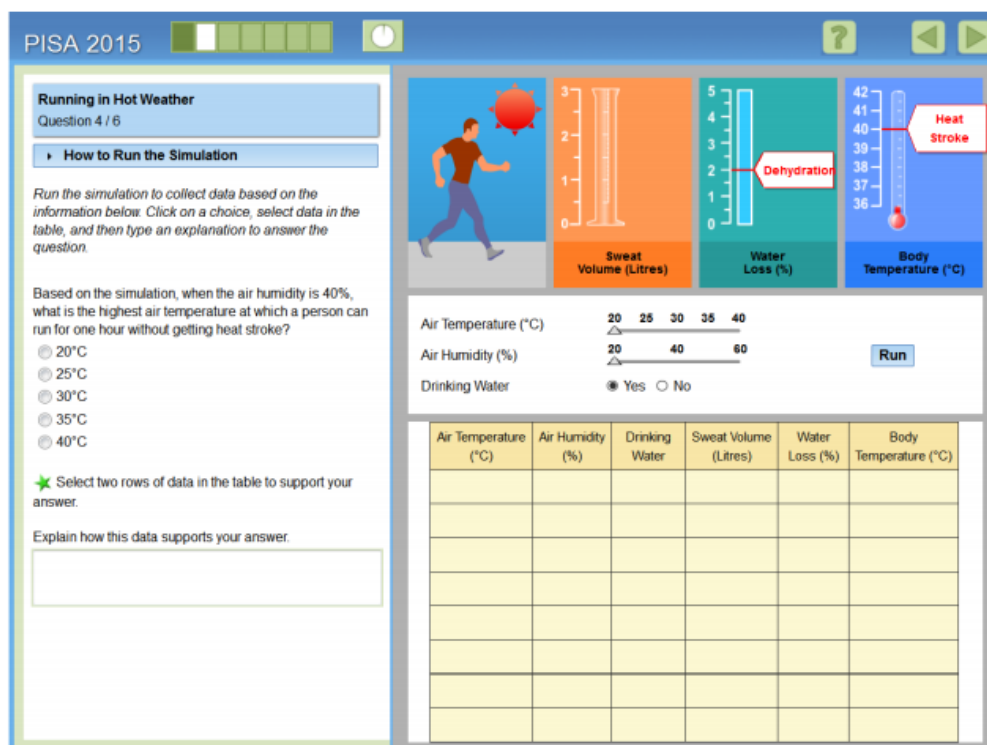 PISA 2015
?
Running in Hot Weather
Question 4 / 6
How to Run the Simulation
Run the simulation to collect data based on the
information below. Click on a choice, select data in the
table, and then type an explanation to answer the
question.
Based on the simulation, when the air humidity is 40%,
what is the highest air temperature at which a person can
run for one hour without getting heat stroke?
20°C
25°C
30°C
35°C
40°C
Select two rows of data in the table to support your
answer.
Explain how this data supports your answer.
3
2
1
0
Sweat
Volume (Litres)
5
4
3
2
1
0
Dehydration
Water
Loss (%)
42
41
40
39
38
37
36
Heat
Stroke
Body
Temperature (°C)
Air Temperature (°C) 20 25 30 35 40
Air Humidity (%) 20 40 60
Run
Drinking Water Yes No
Air Temperature (°C) Air Humidity (%) Drinking Water Sweat Volume (Litres) Water Loss (%) Body Temperature (°C)